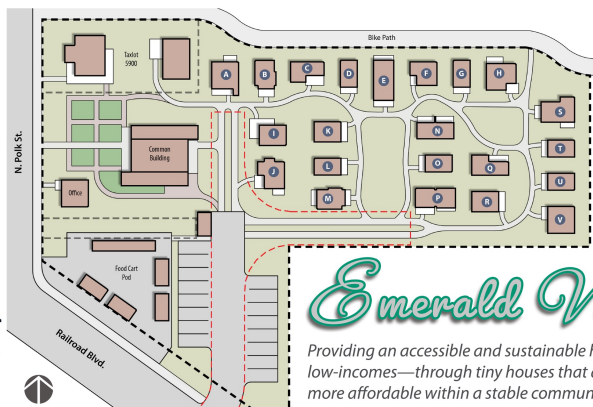 Bike Path
Taxlot
5900
A
B
C
D
E
F
G
H
S
I
K
N
T
Common
Building
L
O
Q
J
U
M
P
R
V
N. Polk St.
Office
Food Cart
Pod
Railroad Blvd.
Emerald V
Providing an accessible and sustainable h
low-incomes—through tiny houses that a
more affordable within a stable commun